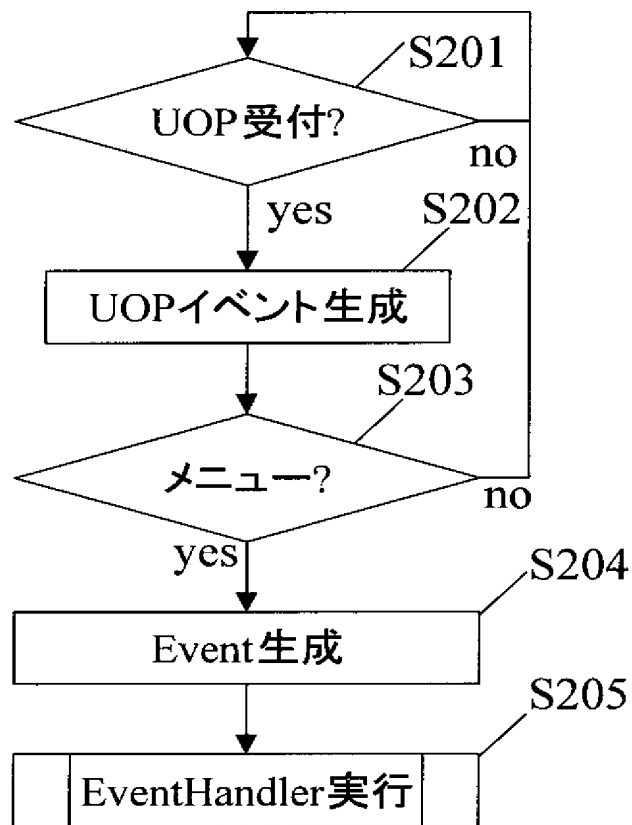 S201
UOP受付?
no
yes
S202
UOPイベント生成
S203
メニュー?
no
yes
S204
Event生成
S205
EventHandler実行